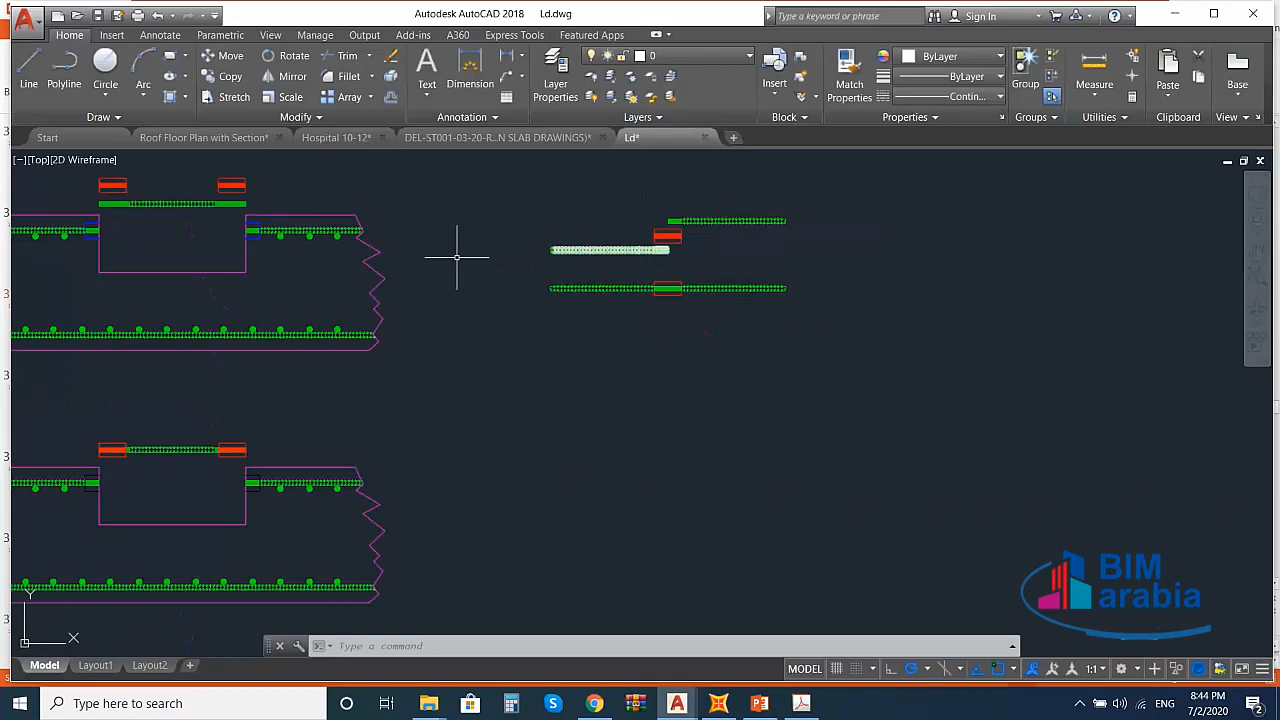 Autodesk AutoCAD 2018 Ld.dwg
Type a keyword or phrase
Sign In
Home Insert Annotate Parametric View Manage Output Add-ins A360 Express Tools Featured Apps
Line Polyline Circle Arc
Move Rotate Trim
Copy Mirror Fillet
Stretch Scale Array
Text Dimension
Layer Properties
0
Insert
Match Properties
ByLayer
ByLayer
Contin...
Group
Measure
Paste
Base
Draw Modify Annotation Layers Block Properties Groups Utilities Clipboard View
Start Roof Floor Plan with Section* Hospital 10-12* DEL-ST001-03-20-R...N SLAB DRAWINGS)* Ld*
[−][Top][2D Wireframe]
BIM
arabia
Y
X
Type a command
Model Layout1 Layout2 +
MODEL 1:1
Type here to search
ENG
8:44 PM
7/2/2020
2